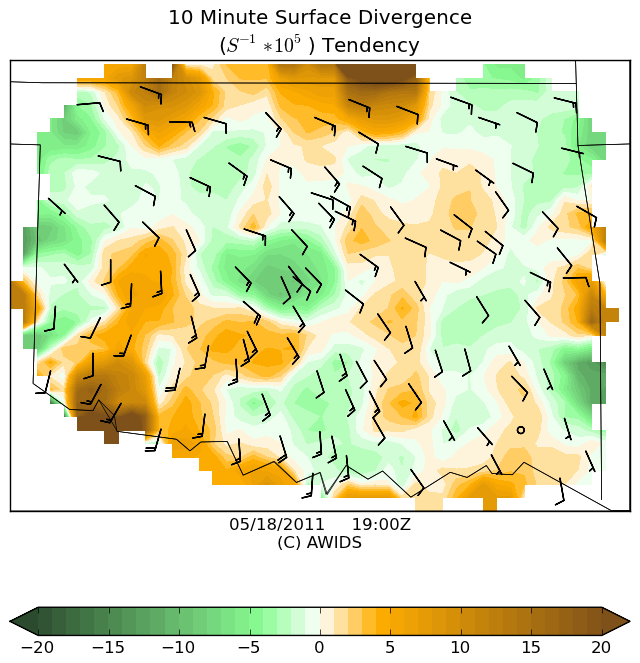 10 Minute Surface Divergence
(S⁻¹ *10⁵ ) Tendency
05/18/2011 19:00Z
(C) AWIDS
−20 −15 −10 −5 0 5 10 15 20